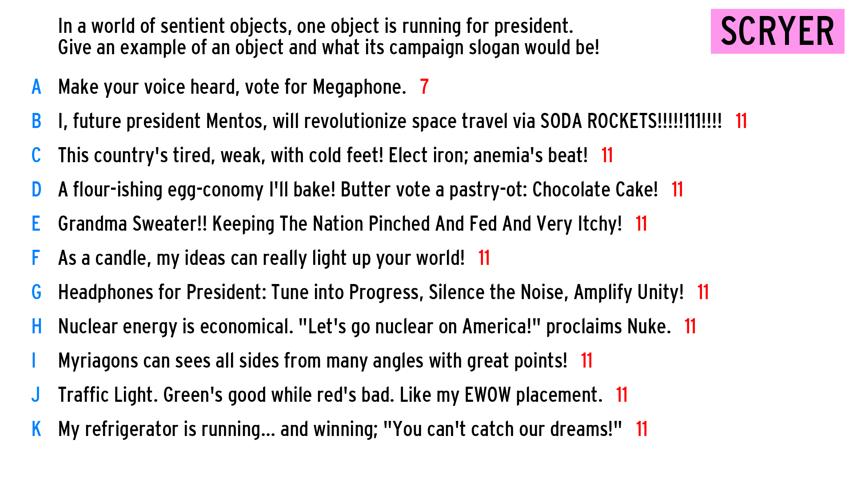 In a world of sentient objects, one object is running for president.
Give an example of an object and what its campaign slogan would be!
SCRYER
A Make your voice heard, vote for Megaphone. 7
B I, future president Mentos, will revolutionize space travel via SODA ROCKETS!!!!!111!!!! 11
C This country's tired, weak, with cold feet! Elect iron; anemia's beat! 11
D A flour-ishing egg-conomy I'll bake! Butter vote a pastry-ot: Chocolate Cake! 11
E Grandma Sweater!! Keeping The Nation Pinched And Fed And Very Itchy! 11
F As a candle, my ideas can really light up your world! 11
G Headphones for President: Tune into Progress, Silence the Noise, Amplify Unity! 11
H Nuclear energy is economical. "Let's go nuclear on America!" proclaims Nuke. 11
I Myriagons can sees all sides from many angles with great points! 11
J Traffic Light. Green's good while red's bad. Like my EWOW placement. 11
K My refrigerator is running... and winning; "You can't catch our dreams!" 11